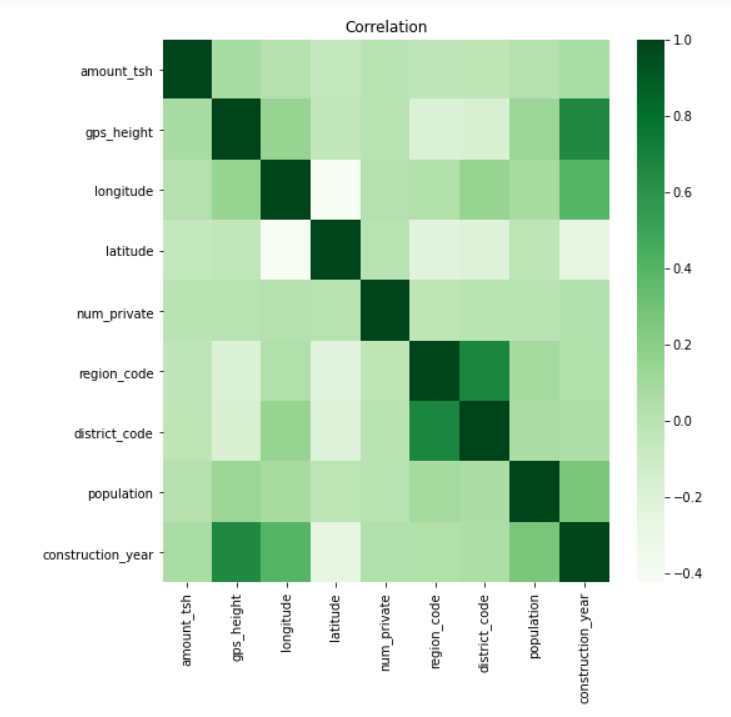 Correlation
amount_tsh
gps_height
longitude
latitude
num_private
region_code
district_code
population
construction_year
amount_tsh
gps_height
longitude
latitude
num_private
region_code
district_code
population
construction_year
1.0
0.8
0.6
0.4
0.2
0.0
−0.2
−0.4